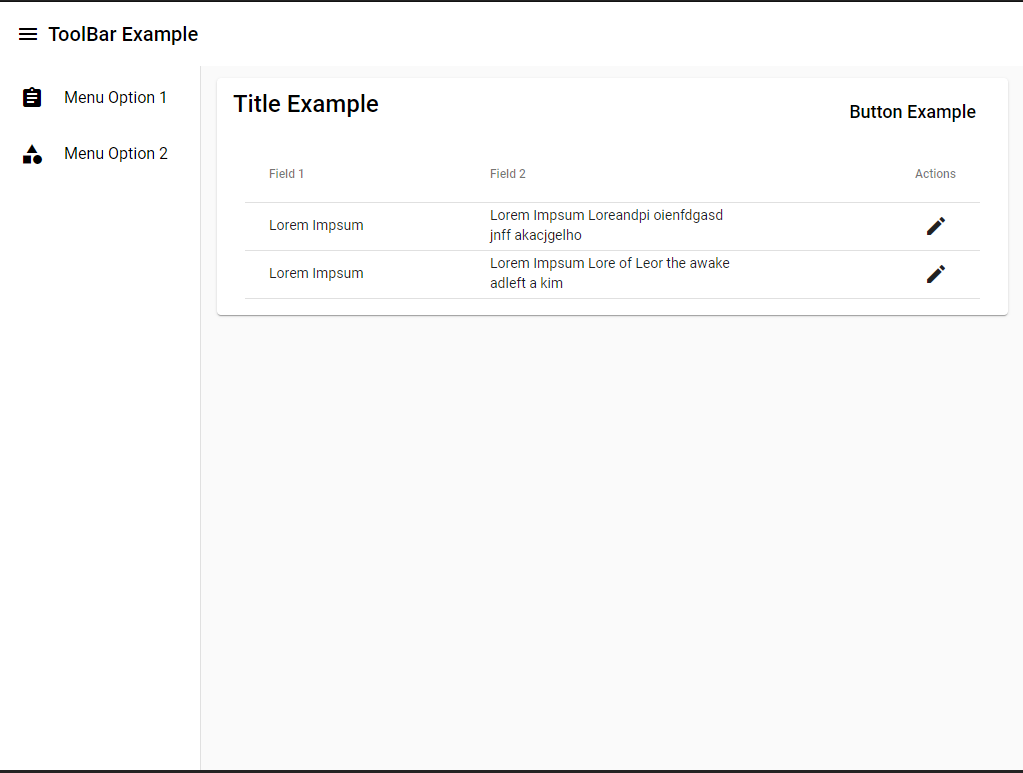 ToolBar Example
Menu Option 1
Menu Option 2
Title Example
Button Example
Field 1
Field 2
Actions
Lorem Impsum
Lorem Impsum Loreandpi oienfdgasd
jnff akacjgelho
Lorem Impsum
Lorem Impsum Lore of Leor the awake
adleft a kim